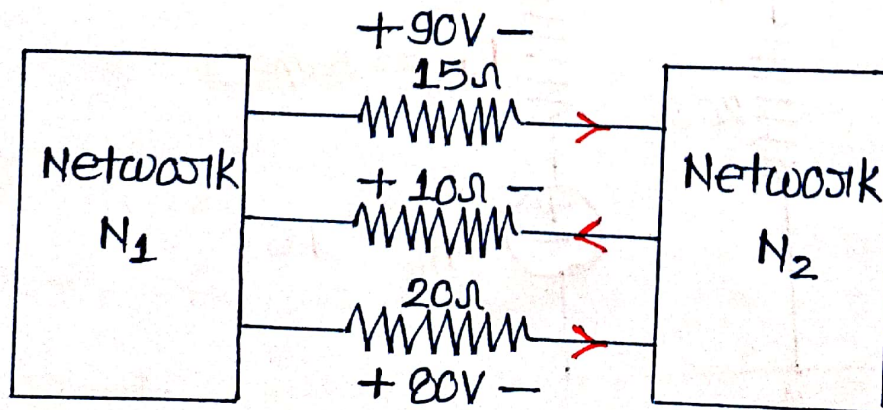 +90V−
15Ω
Network
N1
+ 10Ω −
Network
N2
20Ω
+80V−